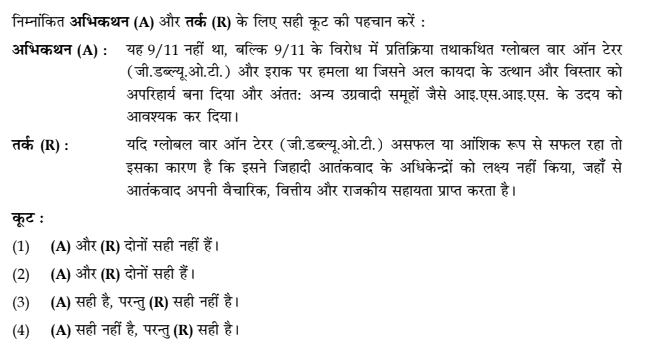 निम्नांकित अभिकथन (A) और तर्क (R) के लिए सही कूट की पहचान करें :
अभिकथन (A) : यह 9/11 नहीं था, बल्कि 9/11 के विरोध में प्रतिक्रिया तथाकथित ग्लोबल वार ऑन टेरर
(जी.डब्ल्यू.ओ.टी.) और इराक पर हमला था जिसने अल कायदा के उत्थान और विस्तार को
अपरिहार्य बना दिया और अंतत: अन्य उग्रवादी समूहों जैसे आइ.एस.आइ.एस. के उदय को
आवश्यक कर दिया।
तर्क (R) : यदि ग्लोबल वार ऑन टेरर (जी.डब्ल्यू.ओ.टी.) असफल या आंशिक रूप से सफल रहा तो
इसका कारण है कि इसने जिहादी आतंकवाद के अधिकेन्द्रों को लक्ष्य नहीं किया, जहाँ से
आतंकवाद अपनी वैचारिक, वित्तीय और राजकीय सहायता प्राप्त करता है।
कूट :
(1) (A) और (R) दोनों सही नहीं हैं।
(2) (A) और (R) दोनों सही हैं।
(3) (A) सही है, परन्तु (R) सही नहीं है।
(4) (A) सही नहीं है, परन्तु (R) सही है।